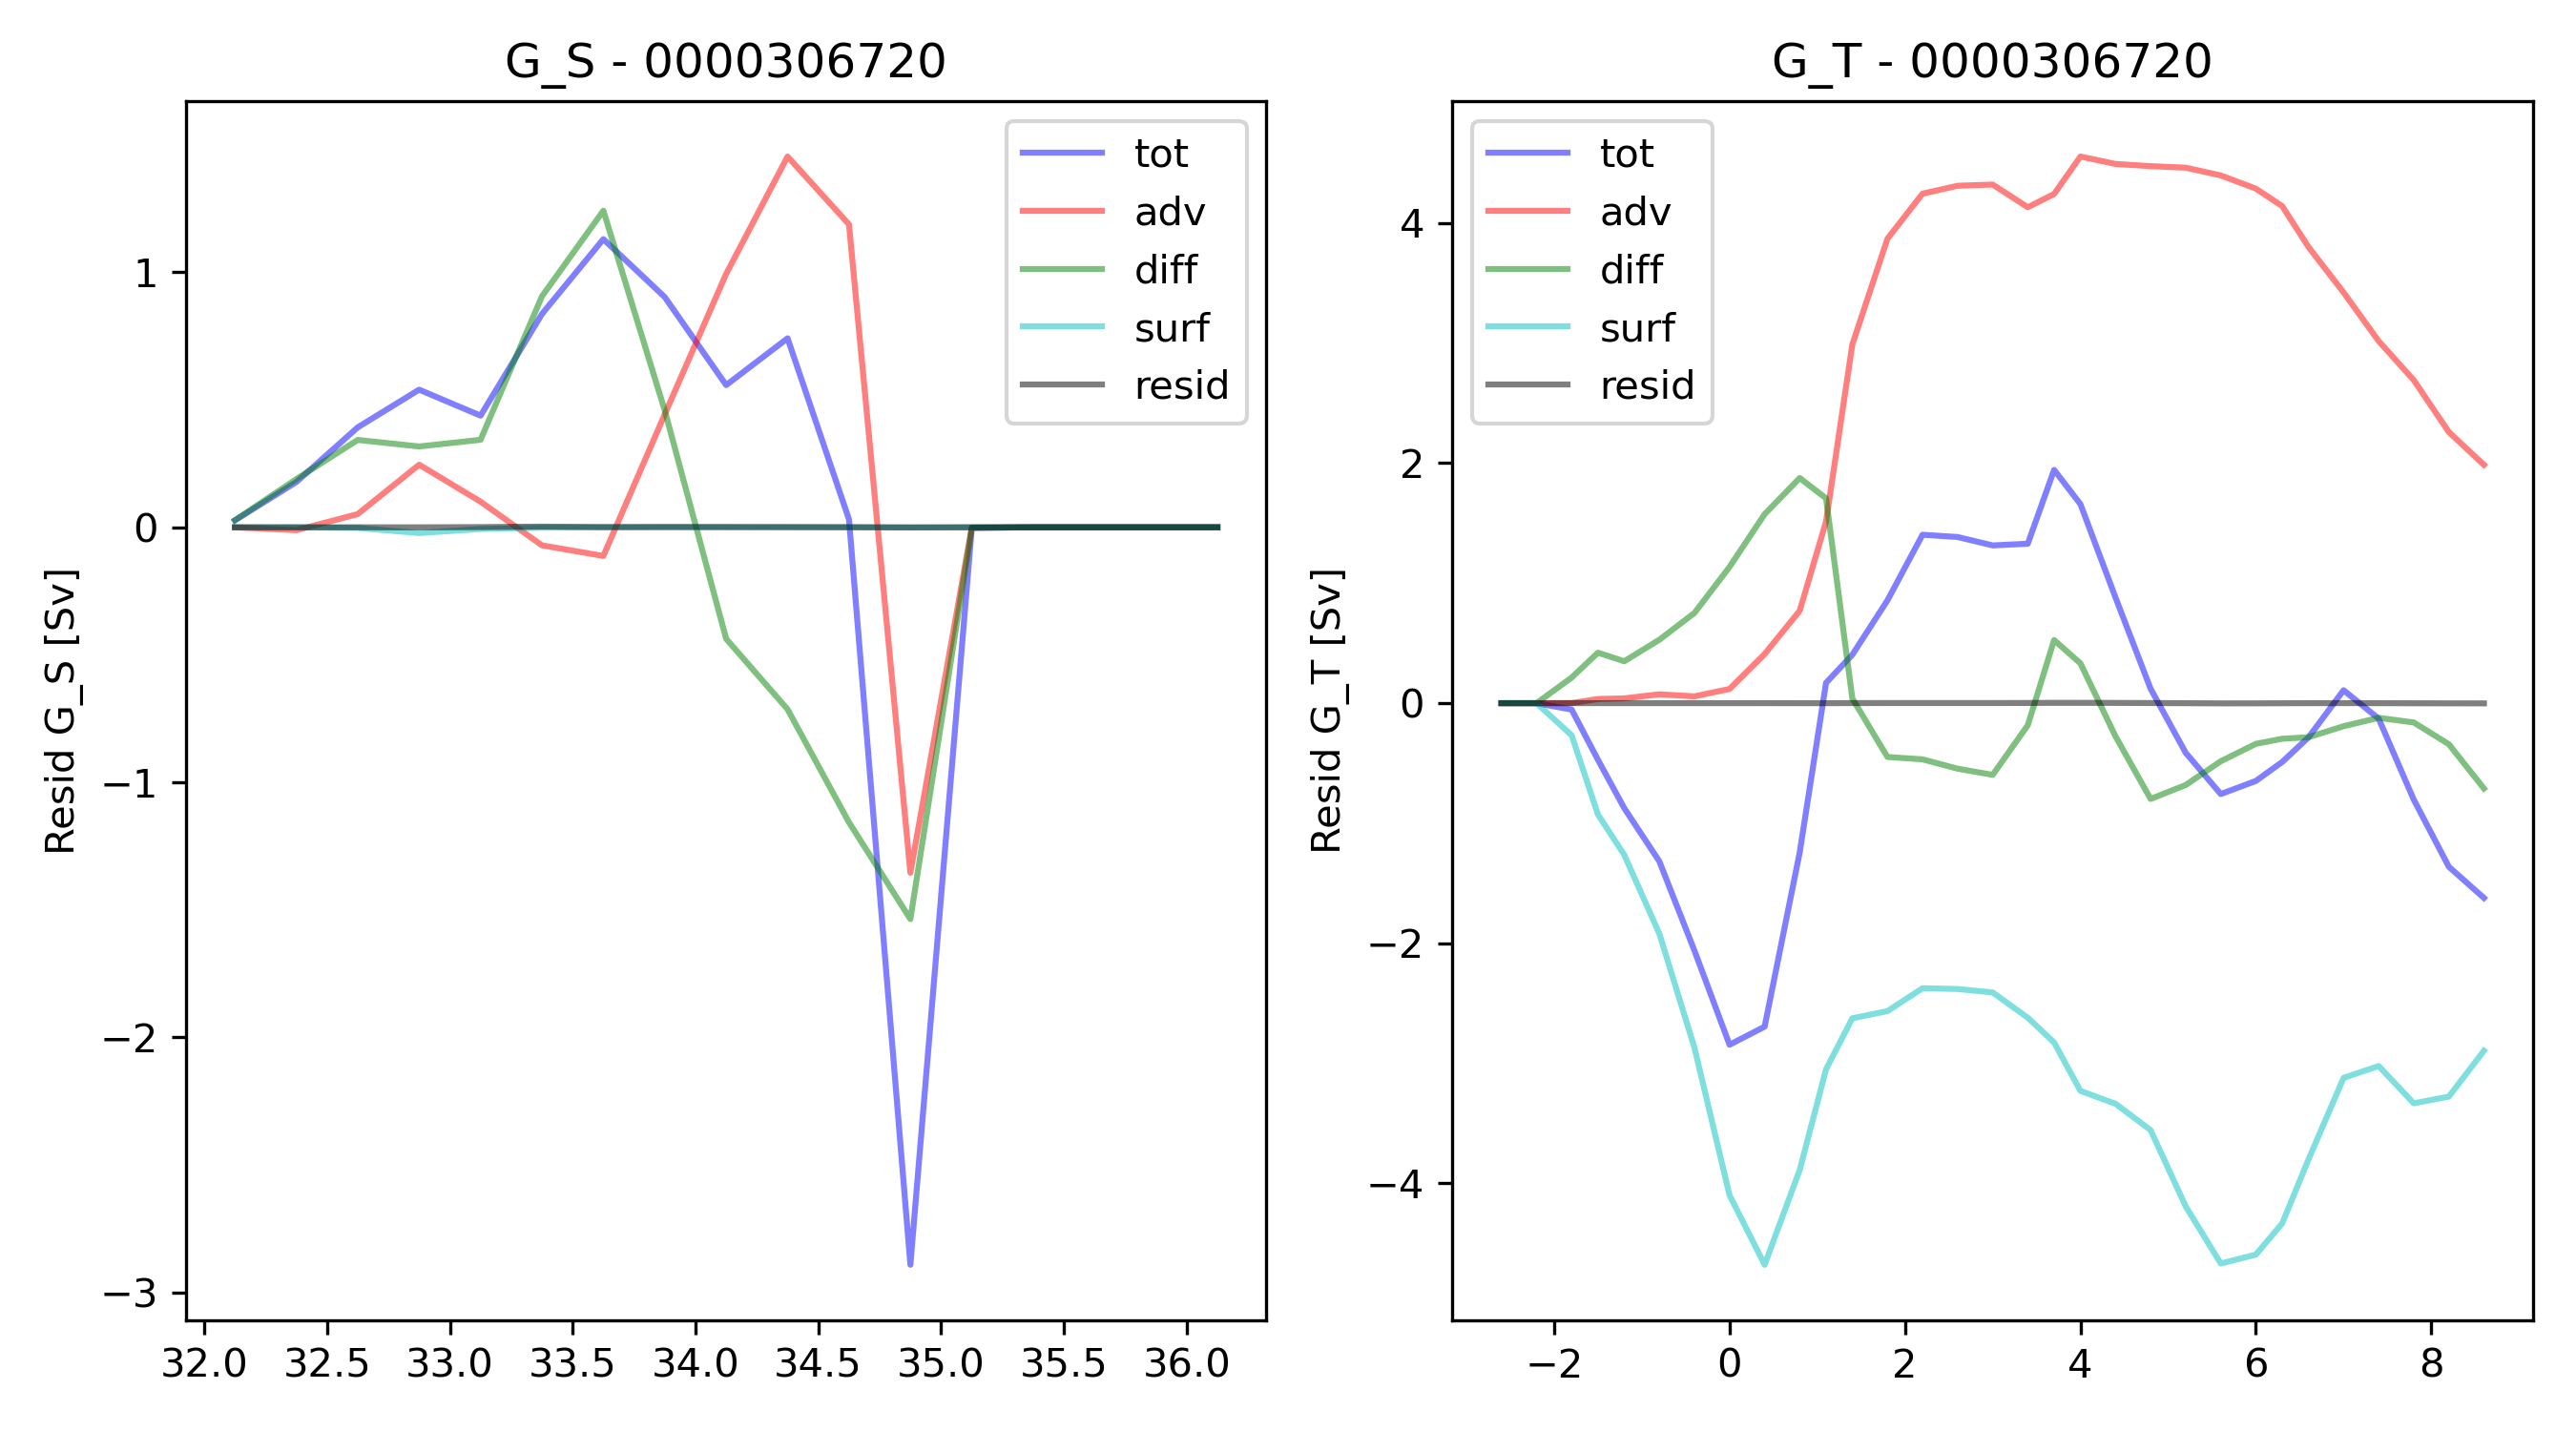 G_S - 0000306720
tot
adv
diff
surf
resid
Resid G_S [Sv]
1
0
−1
−2
−3
32.0 32.5 33.0 33.5 34.0 34.5 35.0 35.5 36.0
G_T - 0000306720
tot
adv
diff
surf
resid
Resid G_T [Sv]
4
2
0
−2
−4
−2 0 2 4 6 8